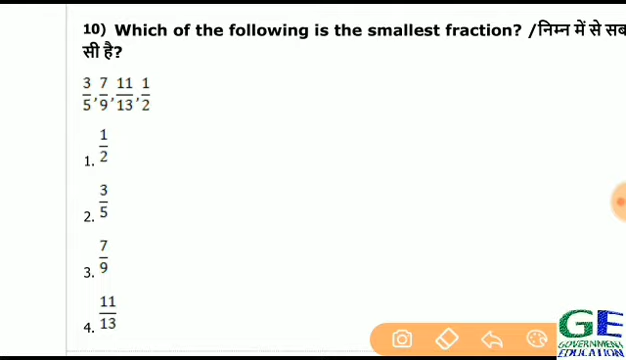 10) Which of the following is the smallest fraction? /निम्न में से सब
सी है?
3/5, 7/9, 11/13, 1/2
1. 1/2
2. 3/5
3. 7/9
4. 11/13
GE
GOVERNMENT
EDUCATION